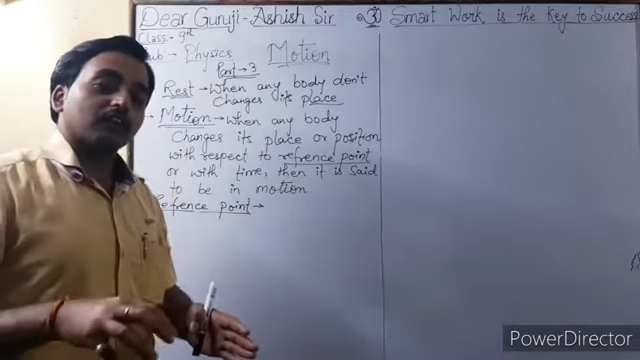 Dear Guruji-Ashish Sir ③ Smart Work is the Key to Success
Class:- 9th
Sub Physics Motion
Part → 3
Rest → When any body don't
Changes its place
Motion → When any body
Changes its place or position
with respect to refrence point
or with time, then it is Said
to be in motion
Refrence point →
PowerDirector